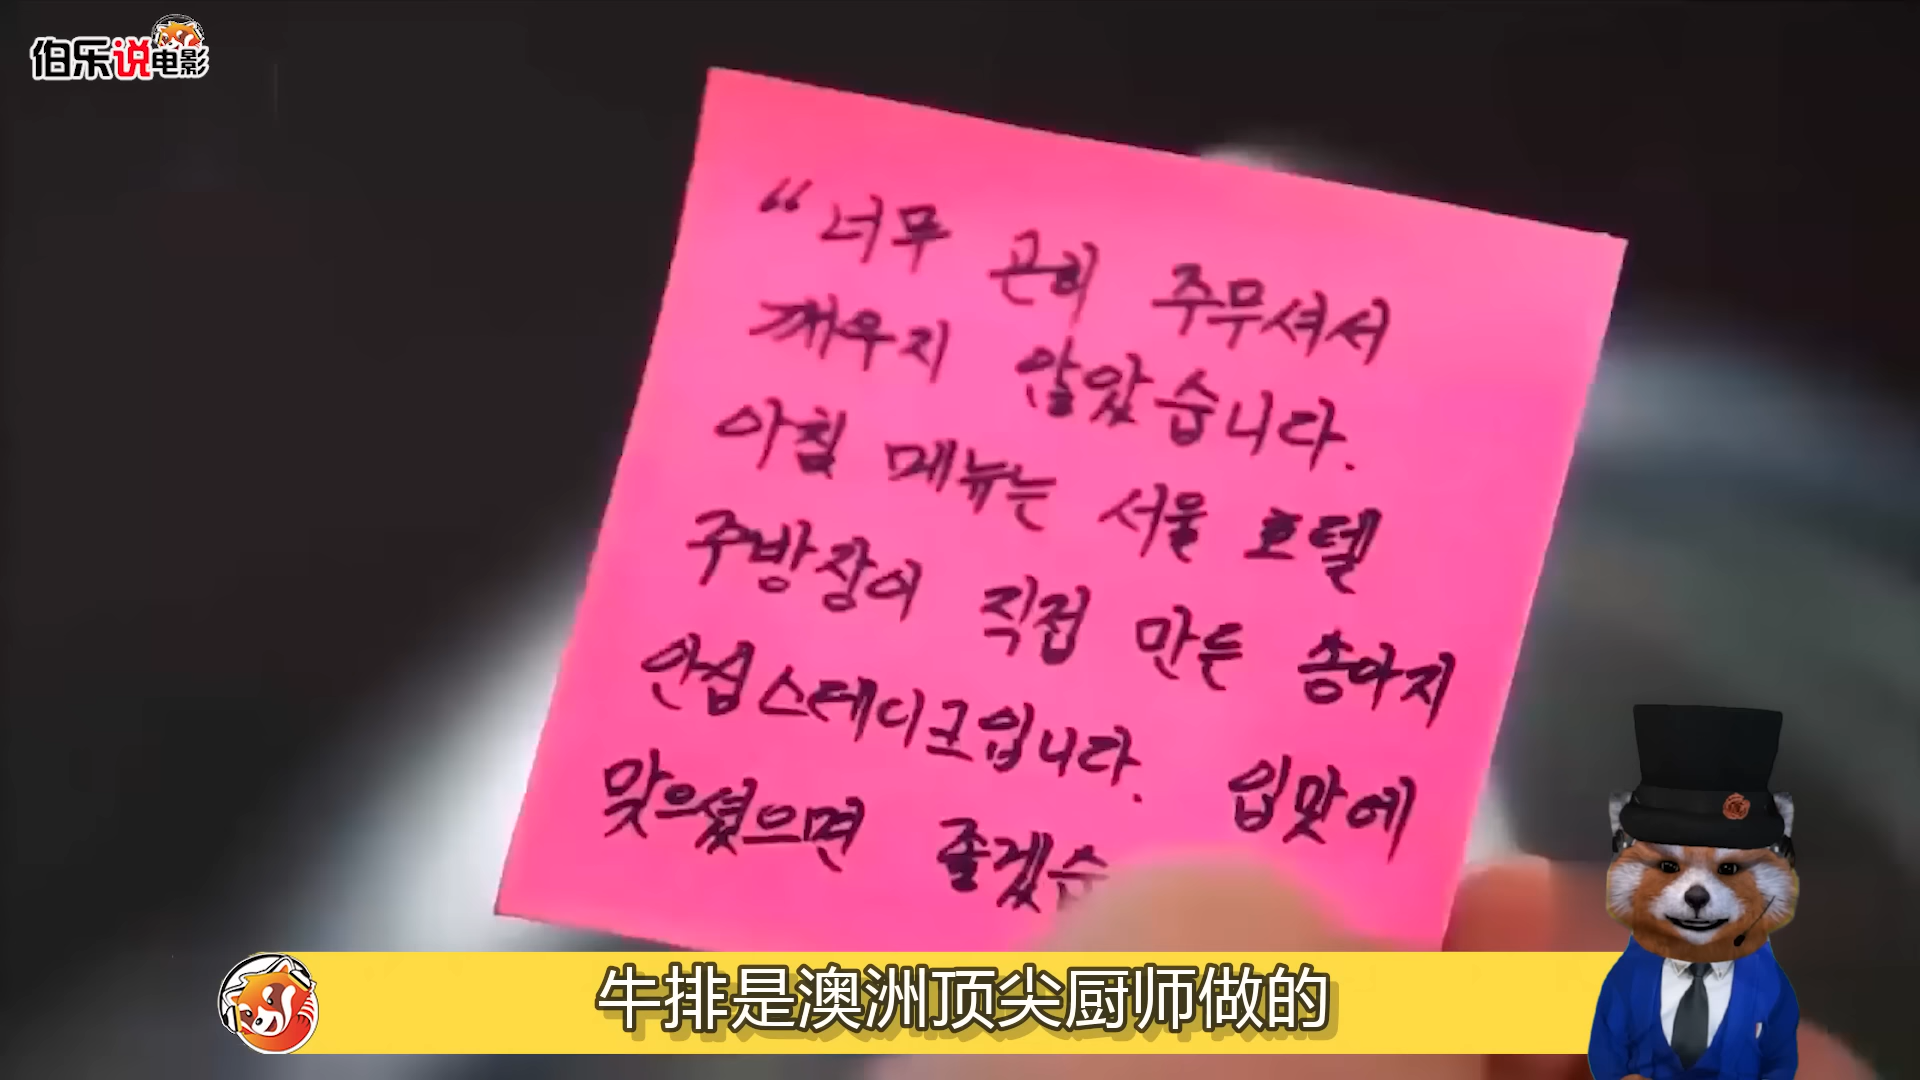 伯乐说电影
“너무 곤히 주무셔서
깨우지 않았습니다.
아침 메뉴는 서울 호텔
주방장이 직접 만든 송아지
안심스테이크입니다. 입맛에
맞으셨으면 좋겠습
牛排是澳洲顶尖厨师做的